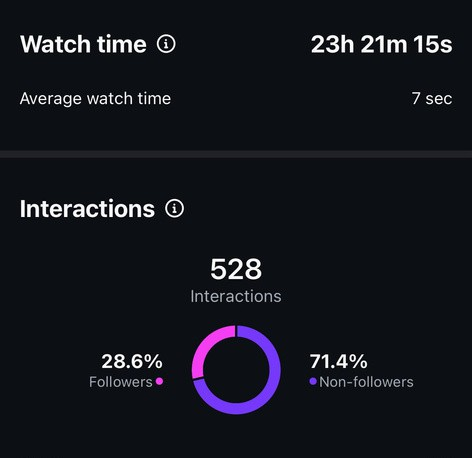 Watch time
23h 21m 15s
Average watch time
7 sec
Interactions
528
Interactions
28.6%
Followers
71.4%
Non-followers